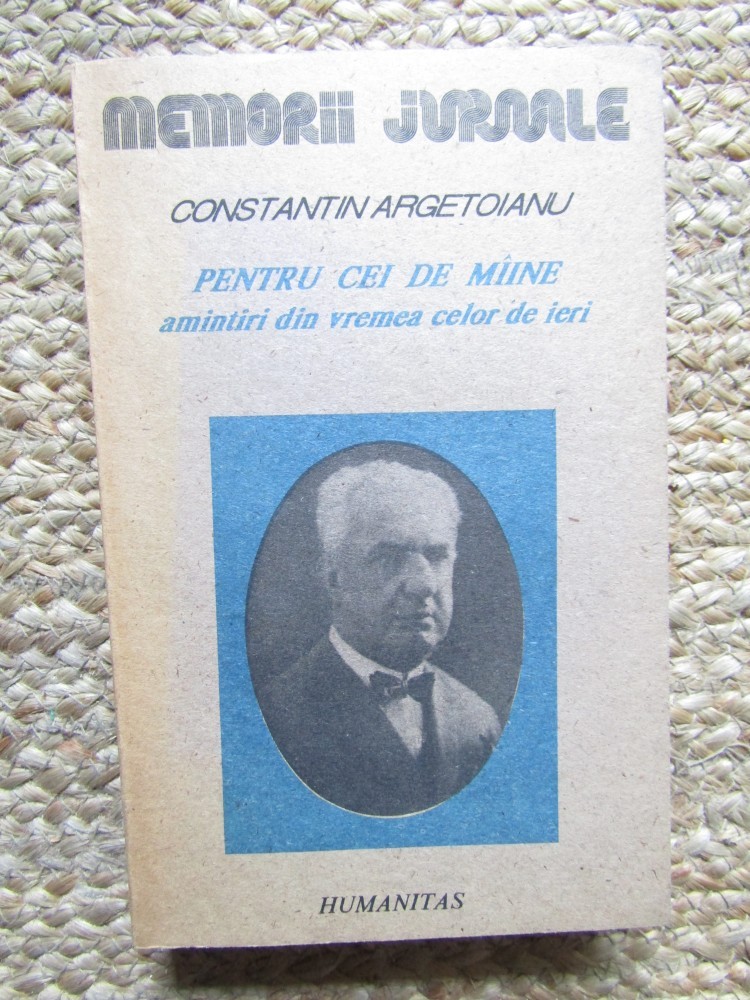 MEMORII JURNALE
CONSTANTIN ARGETOIANU
PENTRU CEI DE MÎINE
amintiri din vremea celor de ieri
HUMANITAS